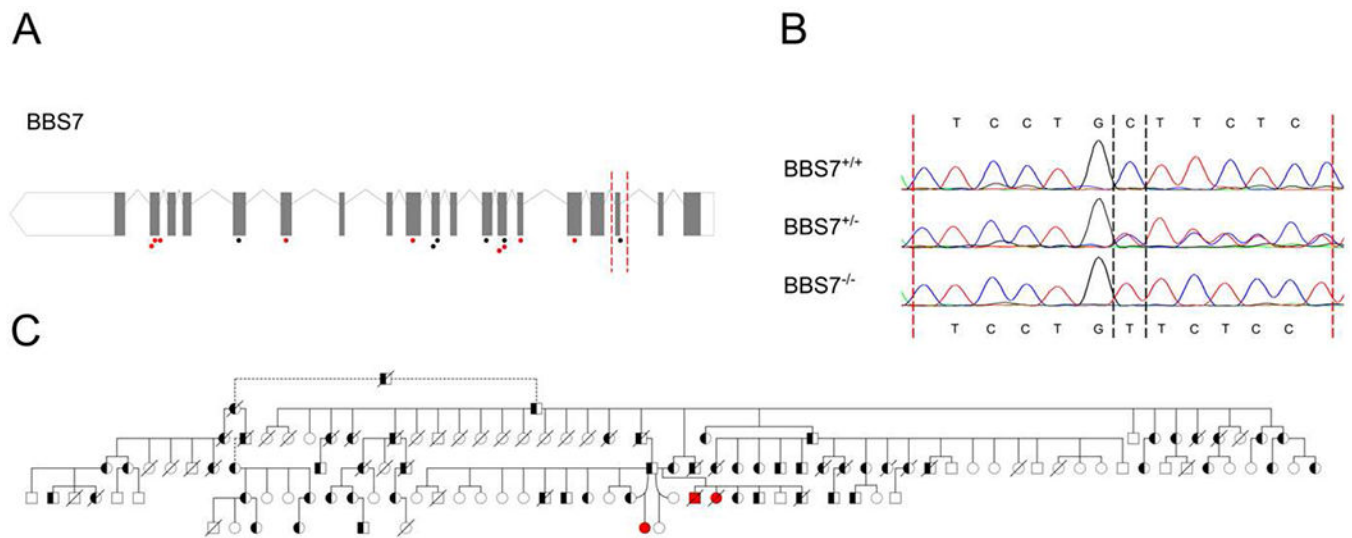 A
B
BBS7
T C C T G C T T C T C
BBS7+/+
BBS7+/-
BBS7-/-
T C C T G T T C T C C
C